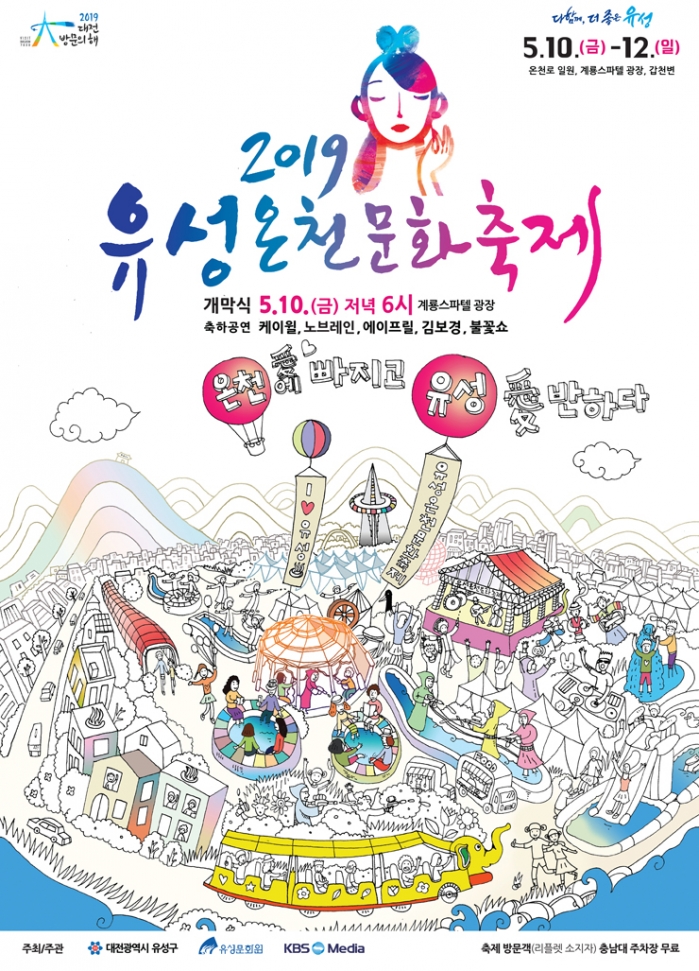 2019
대전
방문의 해
다함께, 더 좋은 유성
5.10.(금) -12.(일)
온천로 일원, 계룡스파텔 광장, 갑천변
2019
유성온천문화축제
개막식 5.10.(금) 저녁 6시 계룡스파텔 광장
축하공연 케이윌, 노브레인, 에이프릴, 김보경, 불꽃쇼
온천愛에 빠지고 유성愛 반하다
I ♥ 유성
유성온천문화축제
주최/주관 대전광역시 유성구 유성문화원 KBS Media 축제 방문객(리플렛 소지자) 충남대 주차장 무료